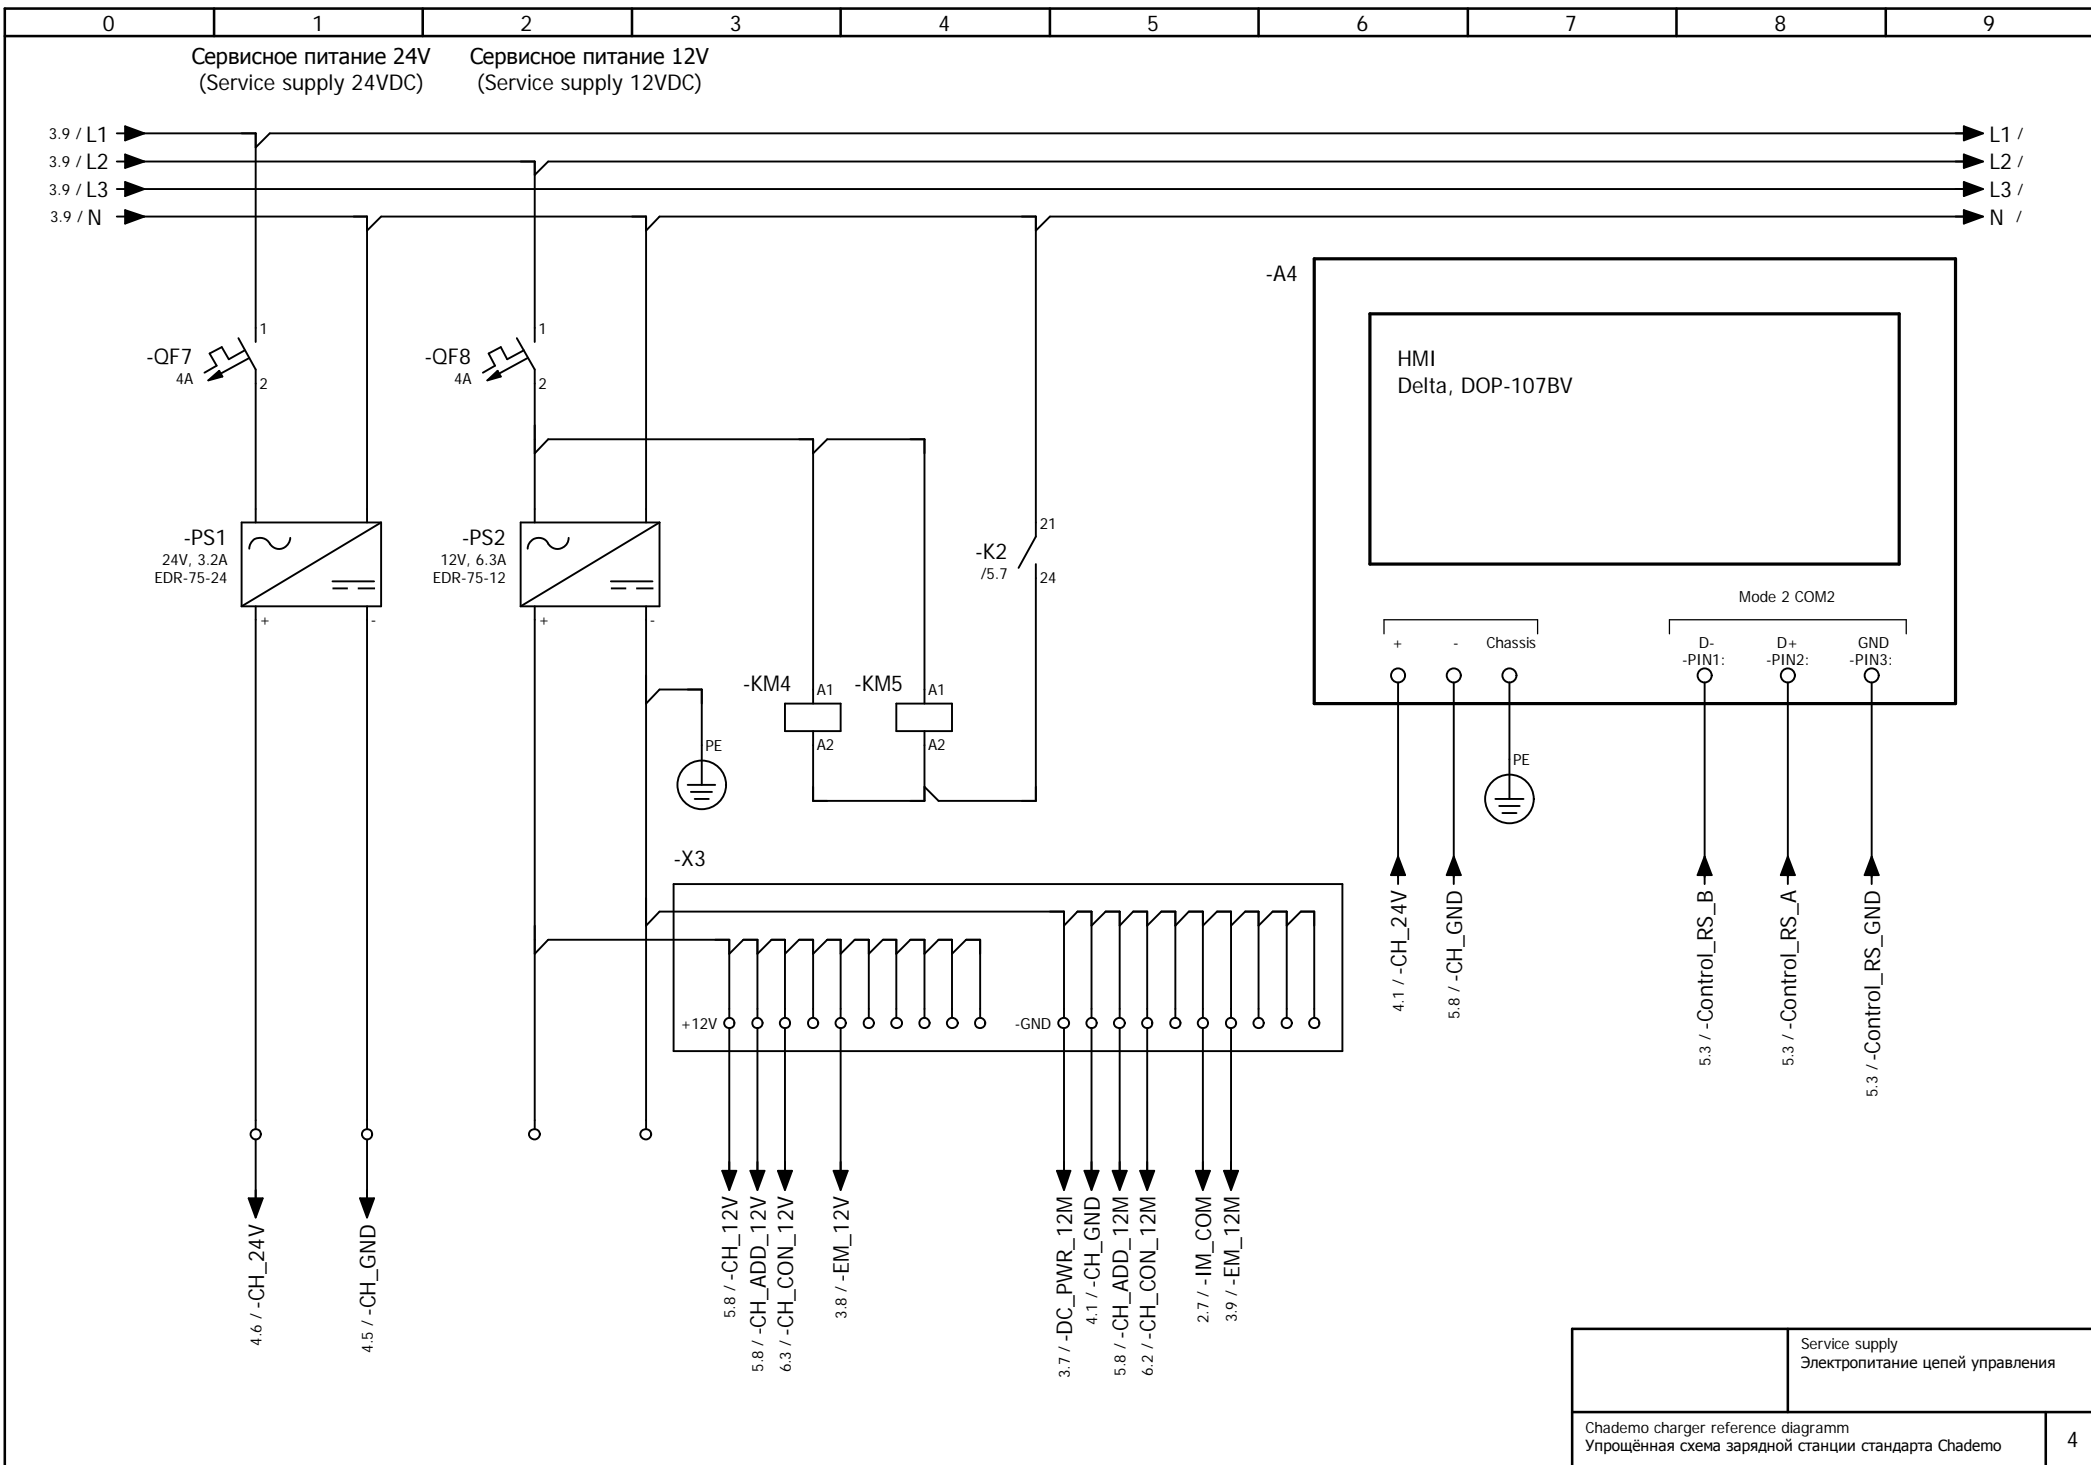 0 1 2 3 4 5 6 7 8 9
Сервисное питание 24V
(Service supply 24VDC)
Сервисное питание 12V
(Service supply 12VDC)
3.9 / L1
L1 /
3.9 / L2
L2 /
3.9 / L3
L3 /
3.9 / N
N /
-QF7
4A
1
2
-QF8
4A
1
2
-PS1
24V, 3.2A
EDR-75-24
+
-
-PS2
12V, 6.3A
EDR-75-12
+
-
PE
-KM4
A1
A2
-KM5
A1
A2
-K2
/5.7
21
24
-A4
HMI
Delta, DOP-107BV
Mode 2 COM2
+
-
Chassis
D-
-PIN1:
D+
-PIN2:
GND
-PIN3:
PE
4.1 / -CH_24V
5.8 / -CH_GND
5.3 / -Control_RS_B
5.3 / -Control_RS_A
5.3 / -Control_RS_GND
-X3
+12V
-GND
4.6 / -CH_24V
4.5 / -CH_GND
5.8 / -CH_12V
5.8 / -CH_ADD_12V
6.3 / -CH_CON_12V
3.8 / -EM_12V
3.7 / -DC_PWR_12M
4.1 / -CH_GND
5.8 / -CH_ADD_12M
6.2 / -CH_CON_12M
2.7 / -IM_COM
3.9 / -EM_12M
Service supply
Электропитание цепей управления
Chademo charger reference diagramm
Упрощённая схема зарядной станции стандарта Chademo
4